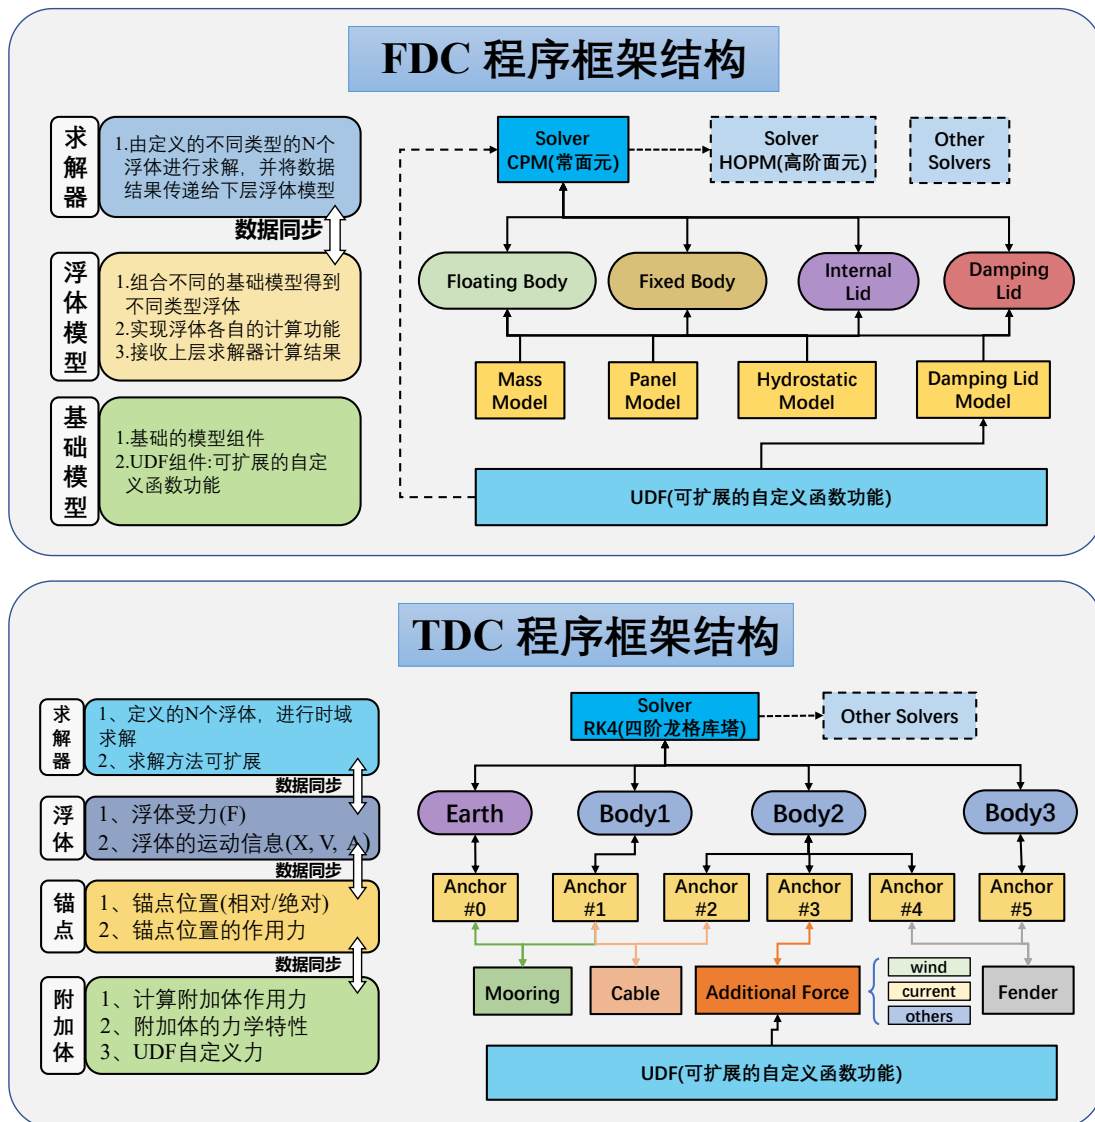 FDC 程序框架结构
求
解
器
1.由定义的不同类型的N个
浮体进行求解，并将数据
结果传递给下层浮体模型
数据同步
浮
体
模
型
1.组合不同的基础模型得到
不同类型浮体
2.实现浮体各自的计算功能
3.接收上层求解器计算结果
基
础
模
型
1.基础的模型组件
2.UDF组件:可扩展的自定
义函数功能
Solver
CPM(常面元)
Solver
HOPM(高阶面元)
Other
Solvers
Floating Body
Fixed Body
Internal
Lid
Damping
Lid
Mass
Model
Panel
Model
Hydrostatic
Model
Damping Lid
Model
UDF(可扩展的自定义函数功能)
TDC 程序框架结构
求
解
器
1、定义的N个浮体，进行时域
求解
2、求解方法可扩展
数据同步
浮
体
1、浮体受力(F)
2、浮体的运动信息(X, V, A)
数据同步
锚
点
1、锚点位置(相对/绝对)
2、锚点位置的作用力
数据同步
附
加
体
1、计算附加体作用力
2、附加体的力学特性
3、UDF自定义力
Solver
RK4(四阶龙格库塔)
Other Solvers
Earth
Body1
Body2
Body3
Anchor
#0
Anchor
#1
Anchor
#2
Anchor
#3
Anchor
#4
Anchor
#5
Mooring
Cable
Additional Force
wind
current
others
Fender
UDF(可扩展的自定义函数功能)